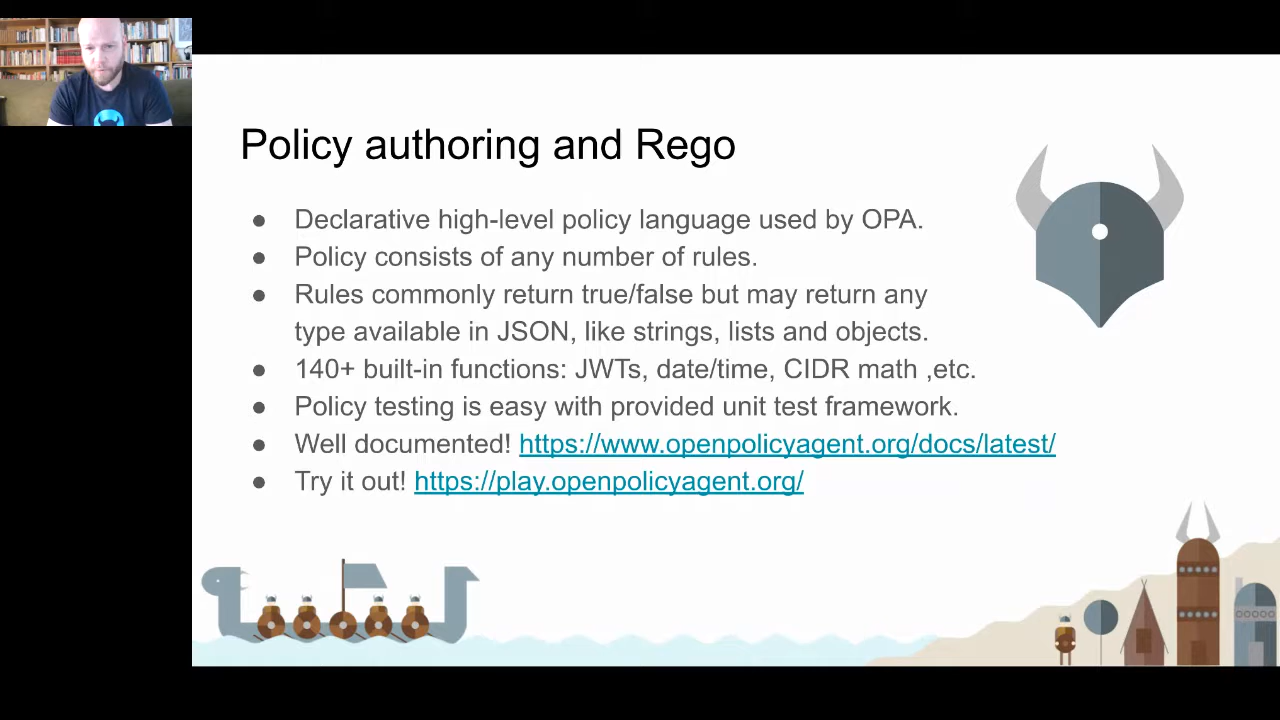 Policy authoring and Rego
● Declarative high-level policy language used by OPA.
● Policy consists of any number of rules.
● Rules commonly return true/false but may return any
type available in JSON, like strings, lists and objects.
● 140+ built-in functions: JWTs, date/time, CIDR math ,etc.
● Policy testing is easy with provided unit test framework.
● Well documented! https://www.openpolicyagent.org/docs/latest/
● Try it out! https://play.openpolicyagent.org/